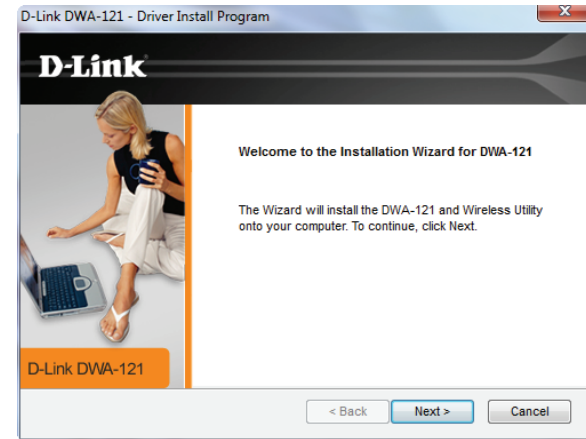 D-Link DWA-121 - Driver Install Program
D-Link
Welcome to the Installation Wizard for DWA-121
The Wizard will install the DWA-121 and Wireless Utility
onto your computer. To continue, click Next.
D-Link DWA-121
< Back
Next >
Cancel